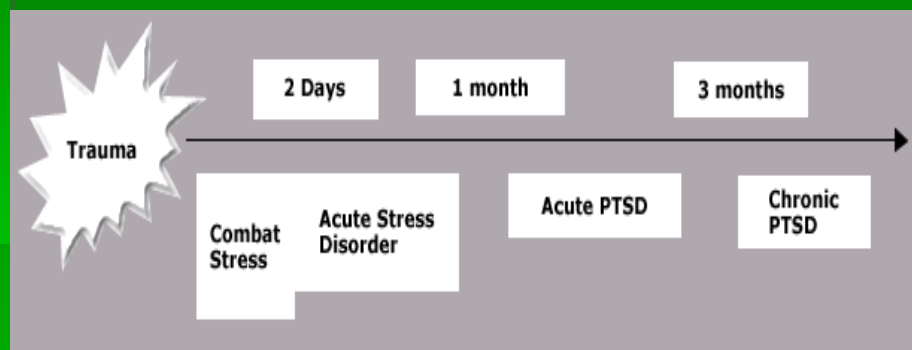 2 Days
1 month
3 months
Trauma
Combat
Stress
Acute Stress
Disorder
Acute PTSD
Chronic
PTSD